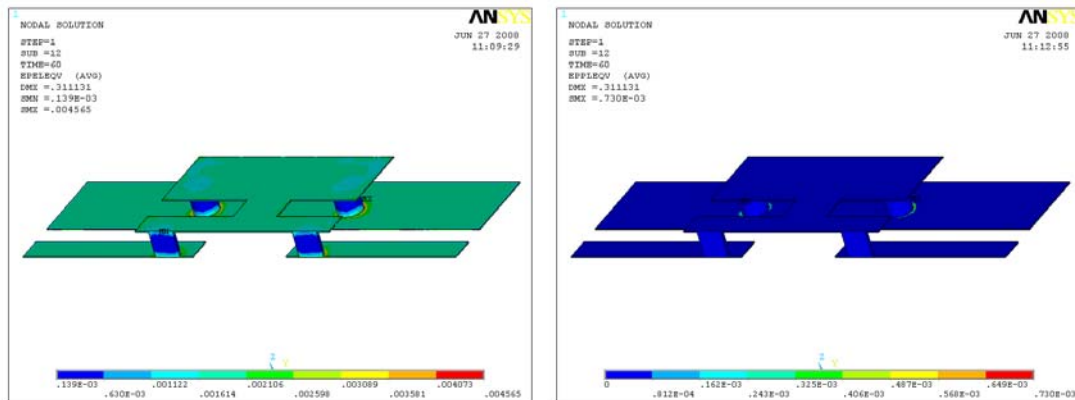 1
NODAL SOLUTION
STEP=1
SUB =12
TIME=60
EPELEQV (AVG)
DMX =.311131
SMN =.139E-03
SMX =.004565
ANSYS
JUN 27 2008
11:09:29
MN
MX
Z
Y
.139E-03
.001122
.002106
.003089
.004073
.630E-03
.001614
.002598
.003581
.004565
1
NODAL SOLUTION
STEP=1
SUB =12
TIME=60
EPPLEQV (AVG)
DMX =.311131
SMX =.730E-03
ANSYS
JUN 27 2008
11:12:55
Z
Y
0
.162E-03
.325E-03
.487E-03
.649E-03
.812E-04
.243E-03
.406E-03
.568E-03
.730E-03